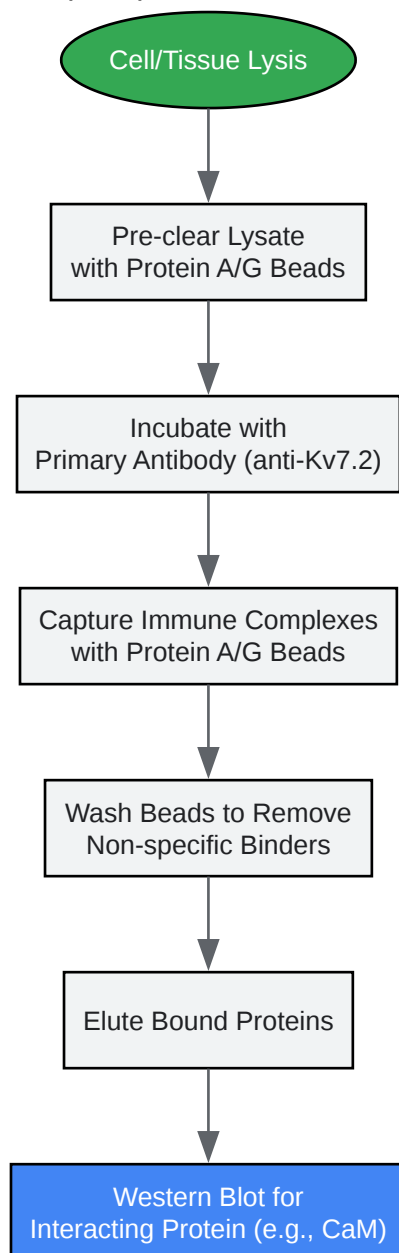 Cell/Tissue Lysis
Pre-clear Lysate
with Protein A/G Beads
Incubate with
Primary Antibody (anti-Kv7.2)
Capture Immune Complexes
with Protein A/G Beads
Wash Beads to Remove
Non-specific Binders
Elute Bound Proteins
Western Blot for
Interacting Protein (e.g., CaM)